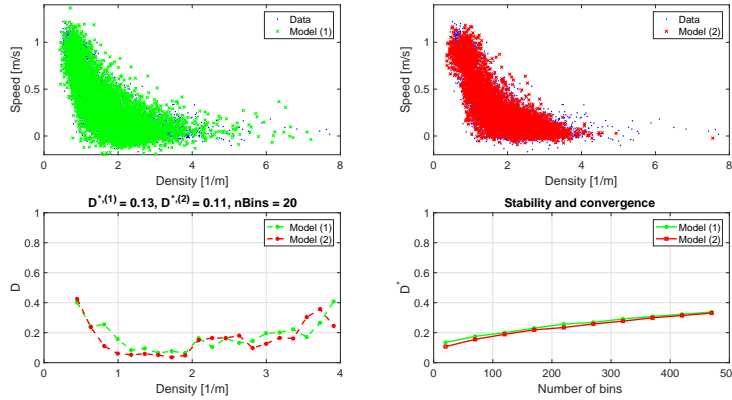 Data
Model (1)
Speed [m/s]
1
0.5
0
0 2 4 6 8
Density [1/m]
Data
Model (2)
Speed [m/s]
1
0.5
0
0 2 4 6 8
Density [1/m]
D*,(1) = 0.13, D*,(2) = 0.11, nBins = 20
Model (1)
Model (2)
D
1
0.8
0.6
0.4
0.2
0
0 1 2 3 4
Density [1/m]
Stability and convergence
Model (1)
Model (2)
D*
1
0.8
0.6
0.4
0.2
0
0 100 200 300 400 500
Number of bins